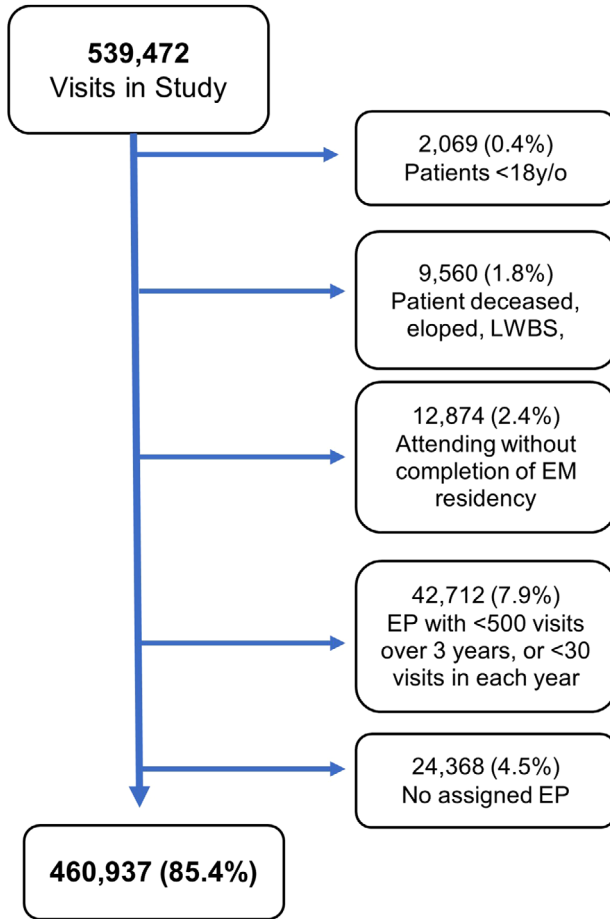 539,472
Visits in Study
2,069 (0.4%)
Patients <18y/o
9,560 (1.8%)
Patient deceased,
eloped, LWBS,
12,874 (2.4%)
Attending without
completion of EM
residency
42,712 (7.9%)
EP with <500 visits
over 3 years, or <30
visits in each year
24,368 (4.5%)
No assigned EP
460,937 (85.4%)